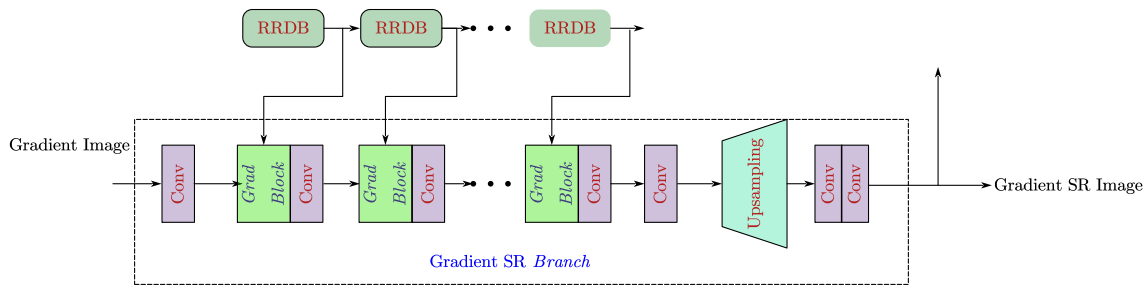 RRDB RRDB RRDB
Gradient Image
Conv Grad Block Conv Grad Block Conv Grad Block Conv Conv Upsampling Conv Conv
Gradient SR Image
Gradient SR Branch